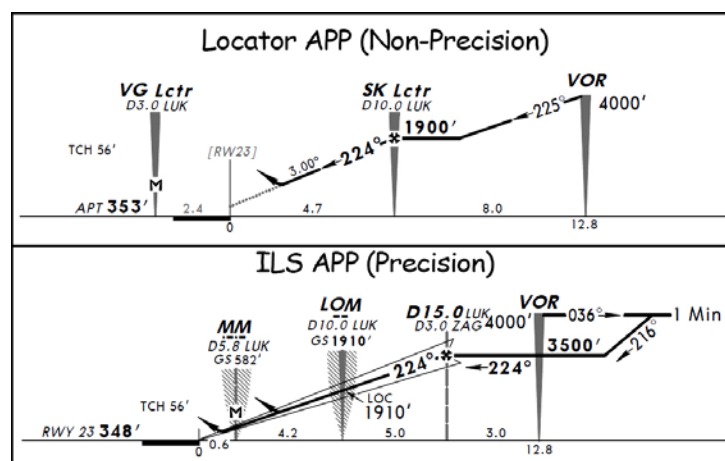 Locator APP (Non-Precision)
VG Lctr
D3.0 LUK
SK Lctr
D10.0 LUK
VOR
4000'
1900'
225°
TCH 56'
[RW23]
3.00°
224°
M
APT 353'
2.4
4.7
8.0
0
12.8
ILS APP (Precision)
MM
D5.8 LUK
GS 582'
LOM
D10.0 LUK
GS 1910'
D15.0 LUK
D3.0 ZAG
VOR
4000'
036°
1 Min
216°
3500'
224°
224°
LOC
1910'
TCH 56'
M
RWY 23 348'
0.6
4.2
5.0
3.0
0
12.8